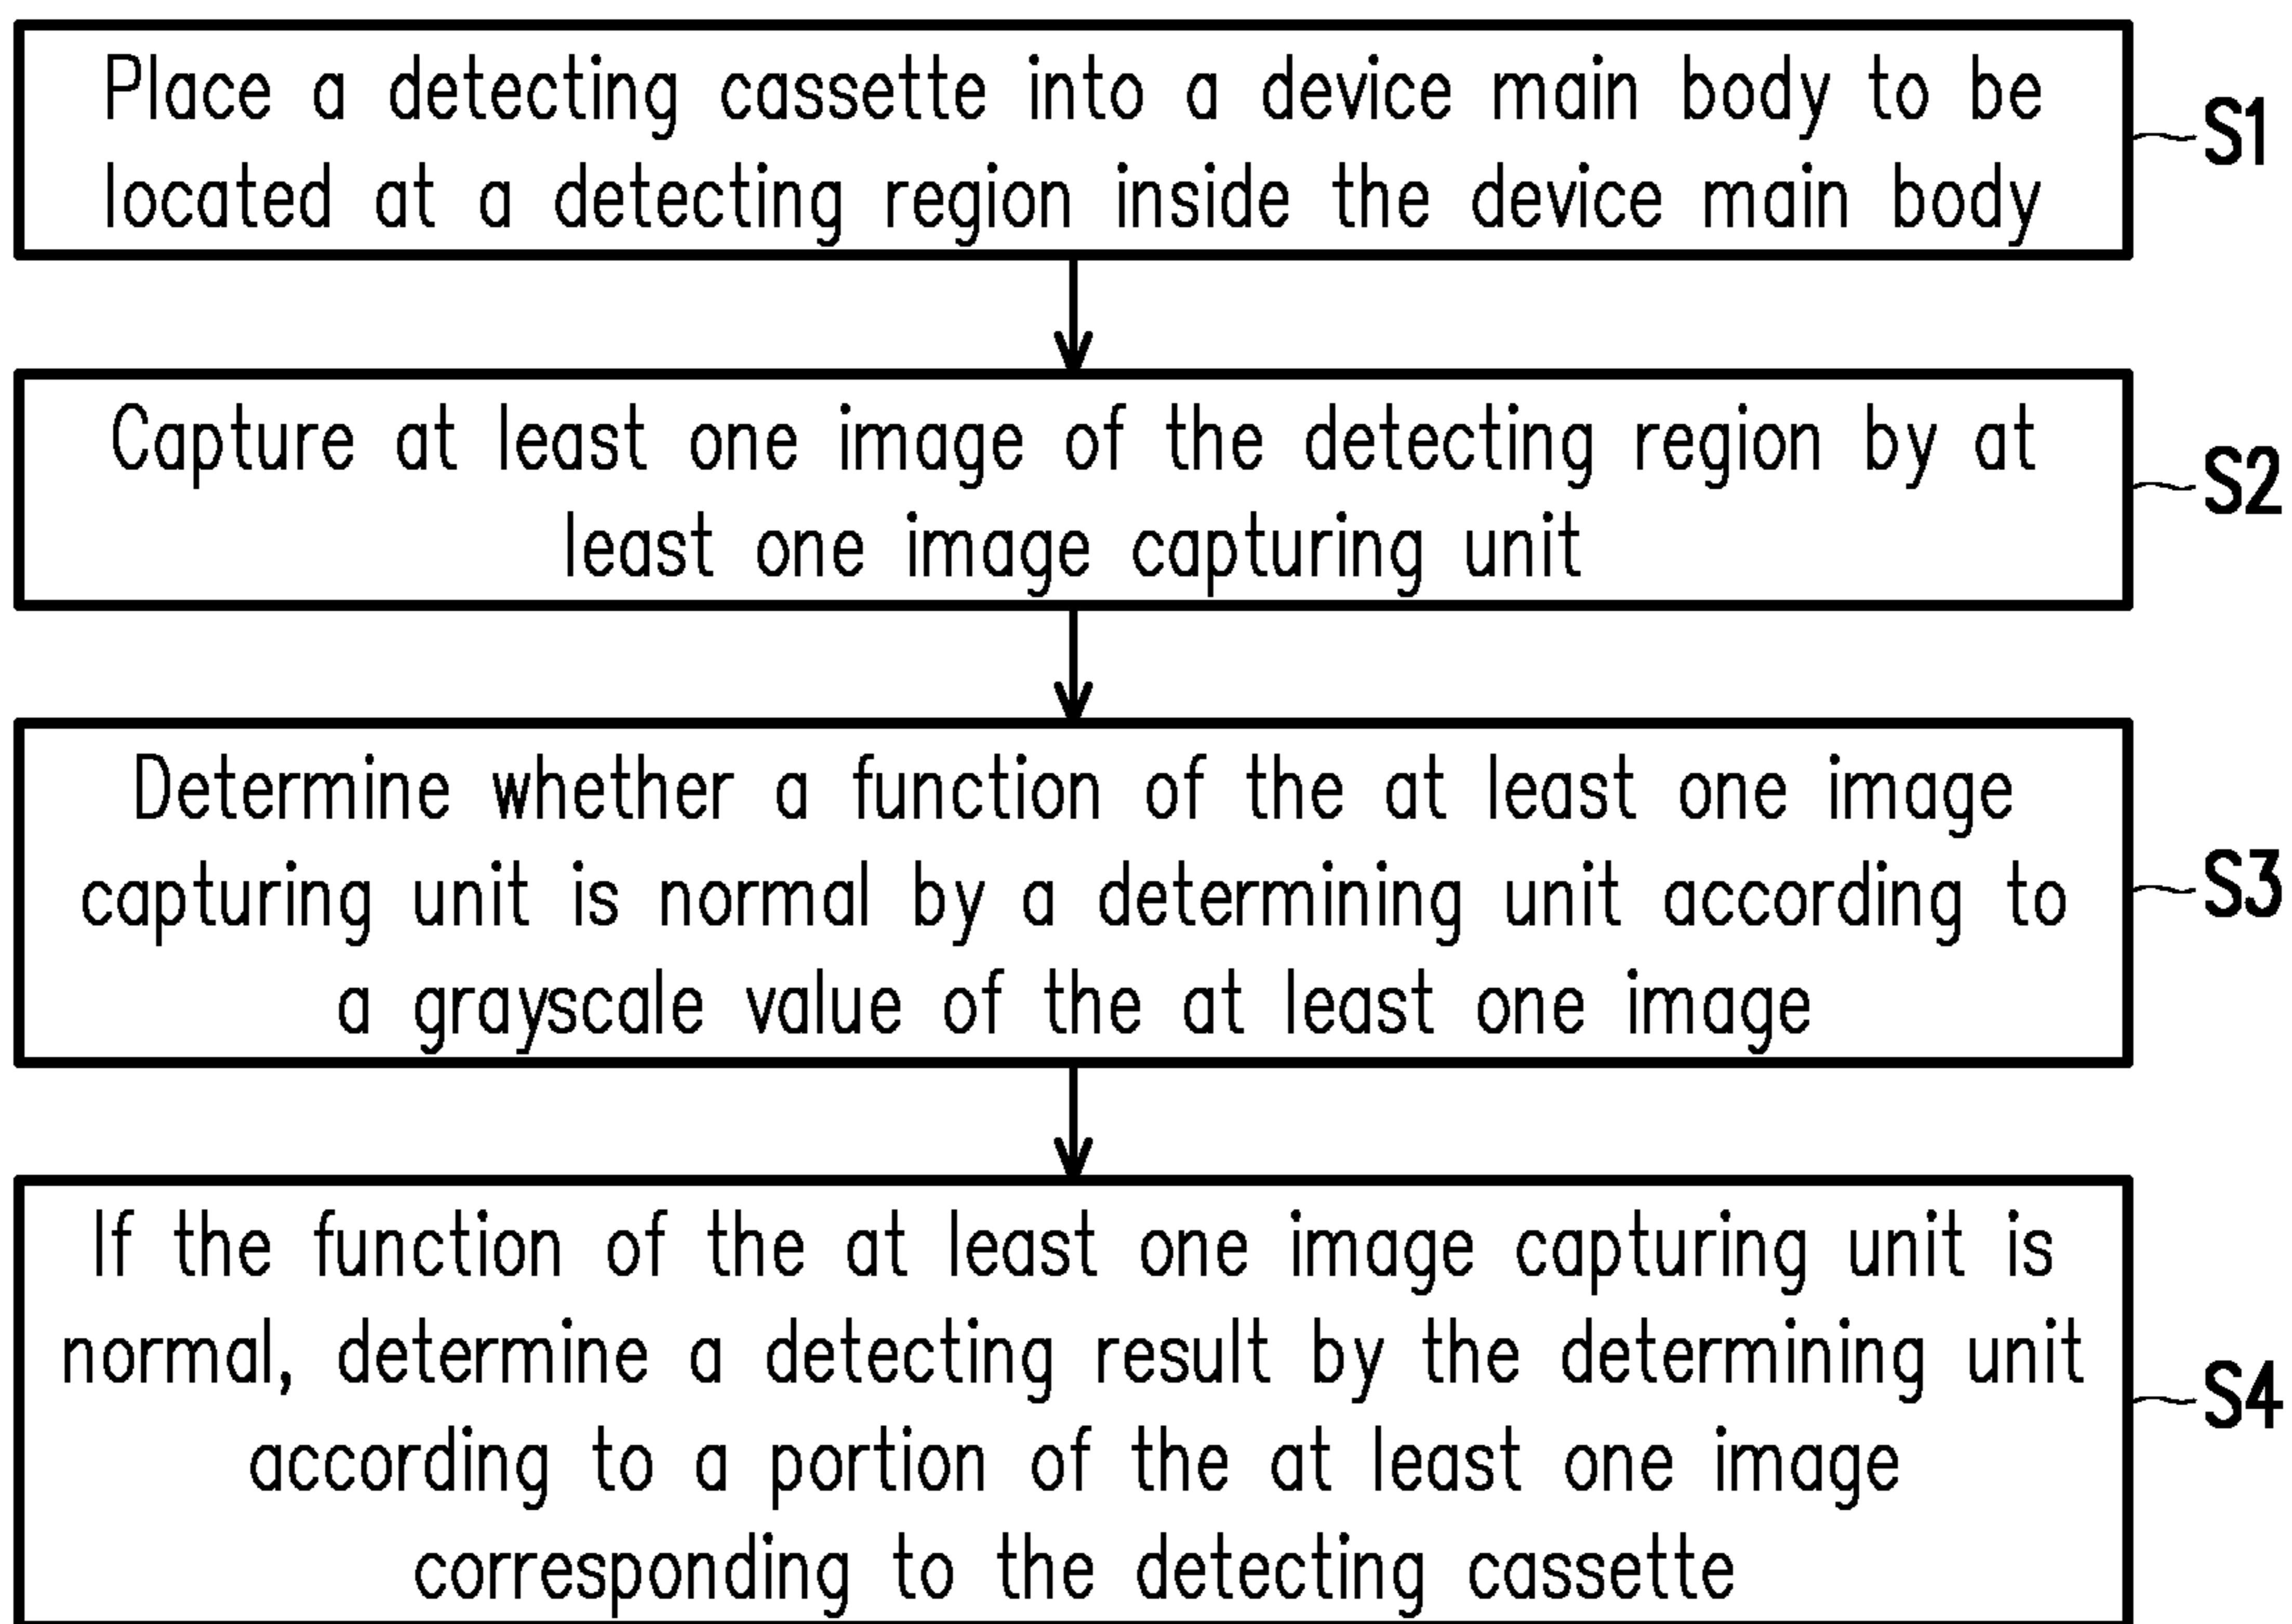 Place a detecting cassette into a device main body to be
located at a detecting region inside the device main body
S1
Capture at least one image of the detecting region by at
least one image capturing unit
S2
Determine whether a function of the at least one image
capturing unit is normal by a determining unit according to
a grayscale value of the at least one image
S3
If the function of the at least one image capturing unit is
normal, determine a detecting result by the determining unit
according to a portion of the at least one image
corresponding to the detecting cassette
S4